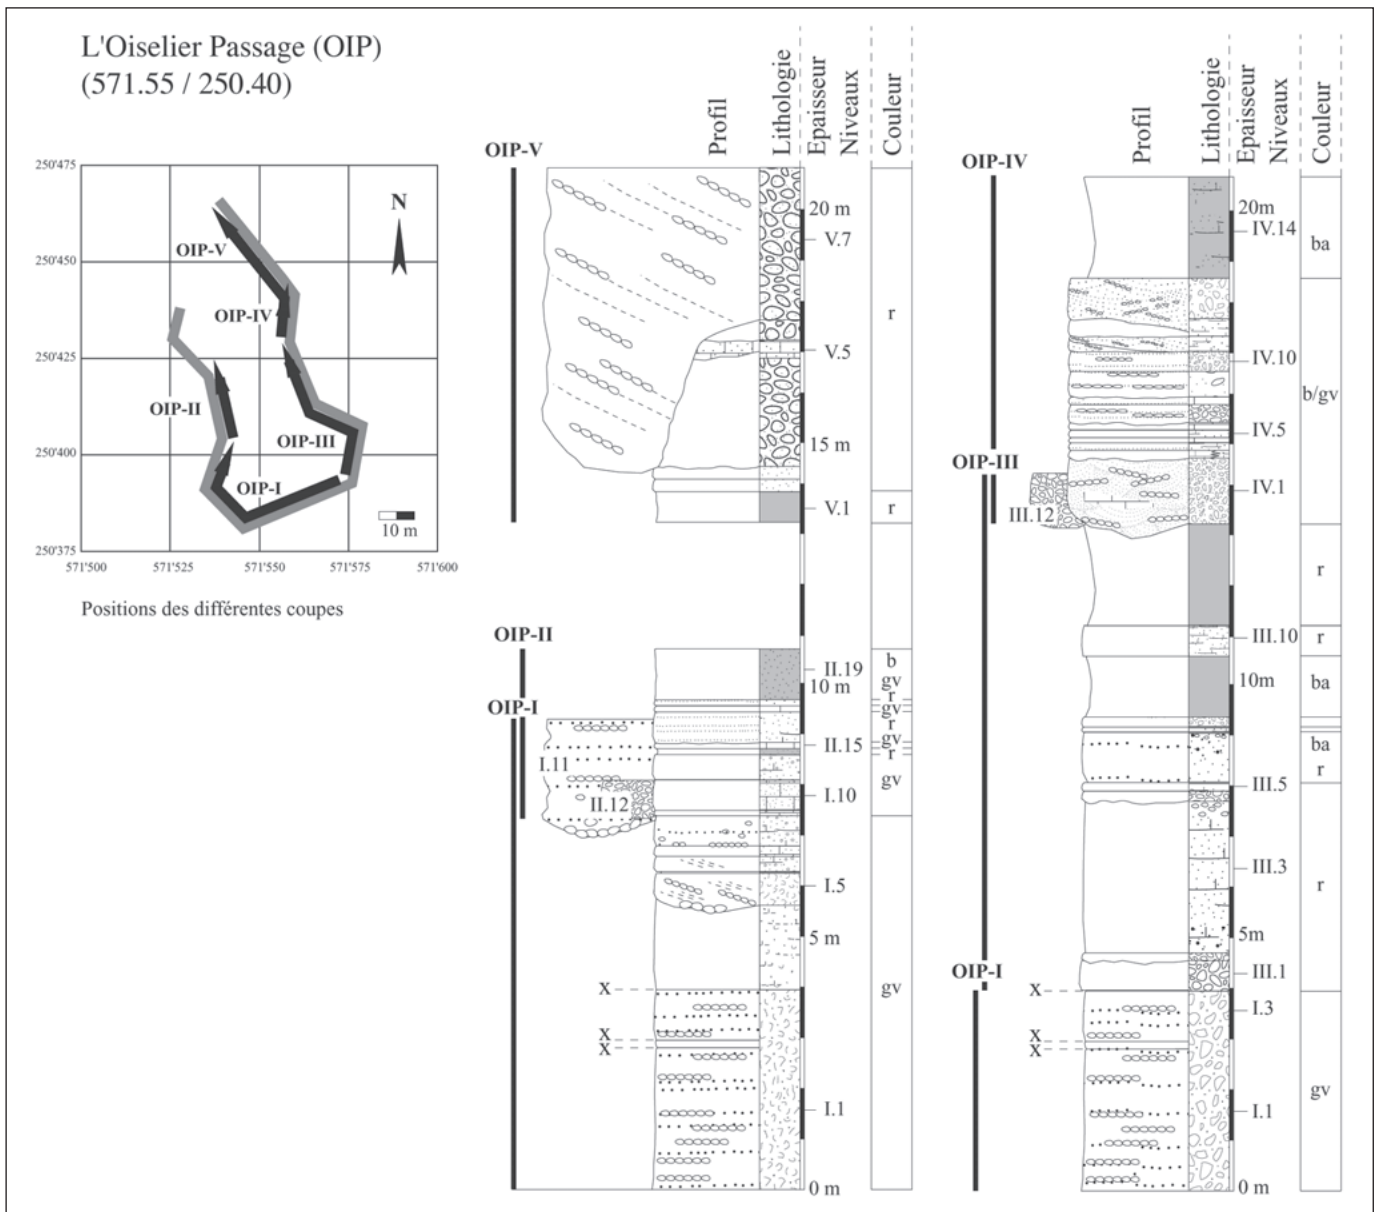 L'Oiselier Passage (OIP)
(571.55 / 250.40)
250'475
250'450
250'425
250'400
250'375
571'500
571'525
571'550
571'575
571'600
N
OIP-V
OIP-IV
OIP-II
OIP-III
OIP-I
10 m
Positions des différentes coupes
Profil
Lithologie
Epaisseur
Niveaux
Couleur
OIP-V
20 m
V.7
r
V.5
15 m
V.1
r
OIP-II
II.19
b
10 m
gv
r
OIP-I
gv
r
II.15
gv
r
I.11
gv
II.12
I.10
I.5
5 m
gv
x
x
x
I.1
0 m
Profil
Lithologie
Epaisseur
Niveaux
Couleur
OIP-IV
20m
IV.14
ba
IV.10
b/gv
IV.5
OIP-III
IV.1
III.12
r
III.10
r
10m
ba
ba
III.5
r
III.3
r
5m
OIP-I
III.1
x
I.3
x
x
I.1
gv
0 m